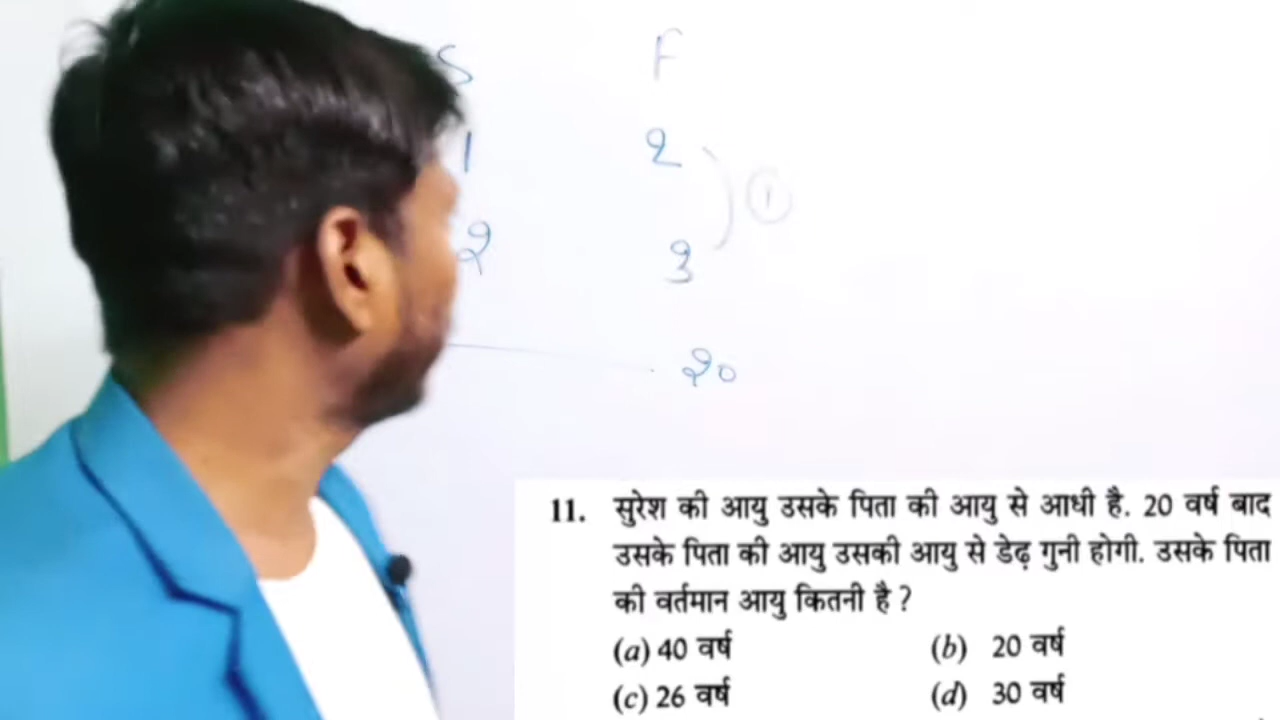 S F
1 2
2 3 1
20
11. सुरेश की आयु उसके पिता की आयु से आधी है. 20 वर्ष बाद
उसके पिता की आयु उसकी आयु से डेढ़ गुनी होगी. उसके पिता
की वर्तमान आयु कितनी है ?
(a) 40 वर्ष (b) 20 वर्ष
(c) 26 वर्ष (d) 30 वर्ष